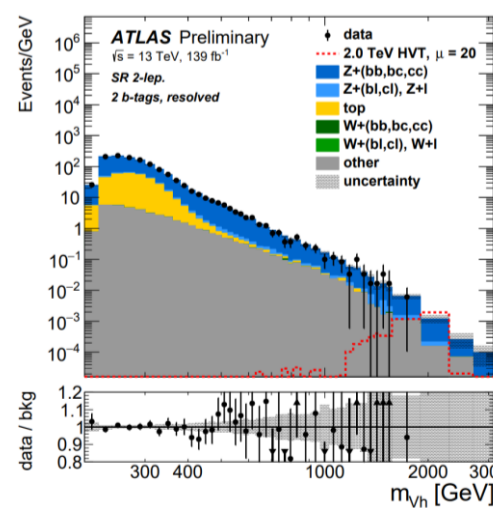 Events/GeV
10⁶
10⁵
10⁴
10³
10²
10
1
10⁻¹
10⁻²
10⁻³
10⁻⁴
ATLAS Preliminary
√s = 13 TeV, 139 fb⁻¹
SR 2-lep.
2 b-tags, resolved
data
2.0 TeV HVT, μ = 20
Z+(bb,bc,cc)
Z+(bl,cl), Z+l
top
W+(bb,bc,cc)
W+(bl,cl), W+l
other
uncertainty
data / bkg
1.2
1.1
1
0.9
0.8
300 400 1000 2000 30
m_Vh [GeV]